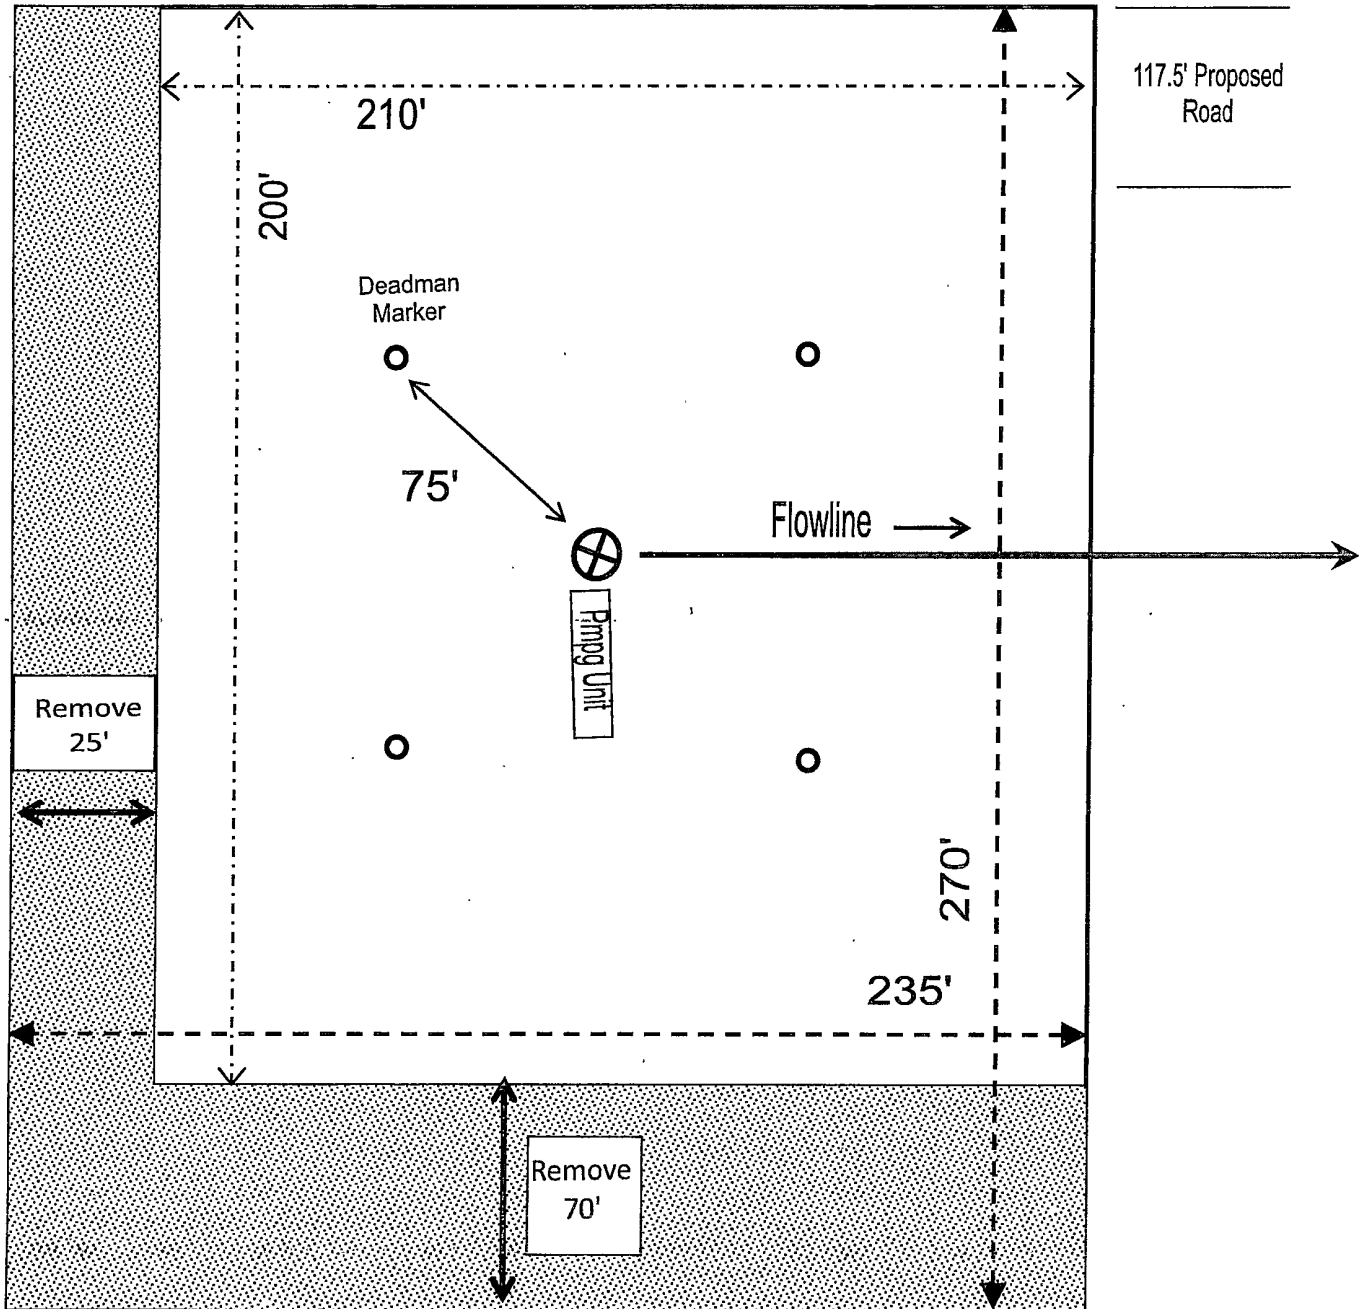 117.5' Proposed
Road
210'
200'
Deadman
Marker
75'
Flowline
Pmpg Unit
Remove
25'
270'
235'
Remove
70'